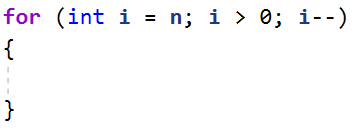 for (int i = n; i > 0; i--)
{
}